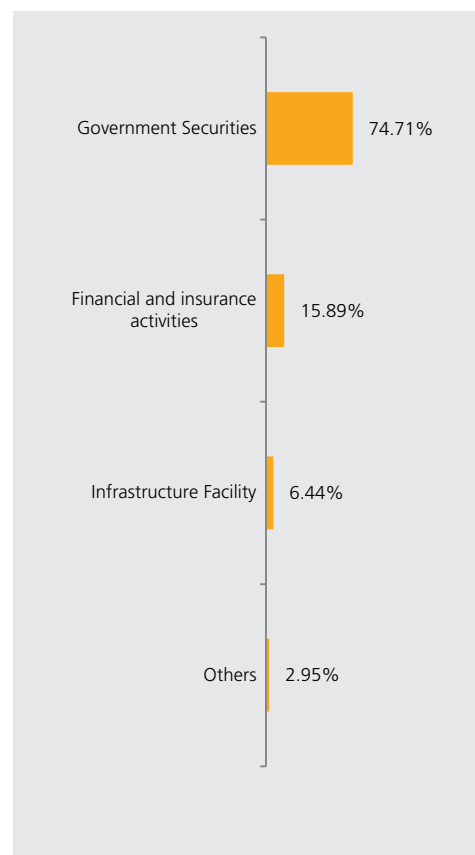 Government Securities 74.71%
Financial and insurance
activities
15.89%
Infrastructure Facility 6.44%
Others 2.95%